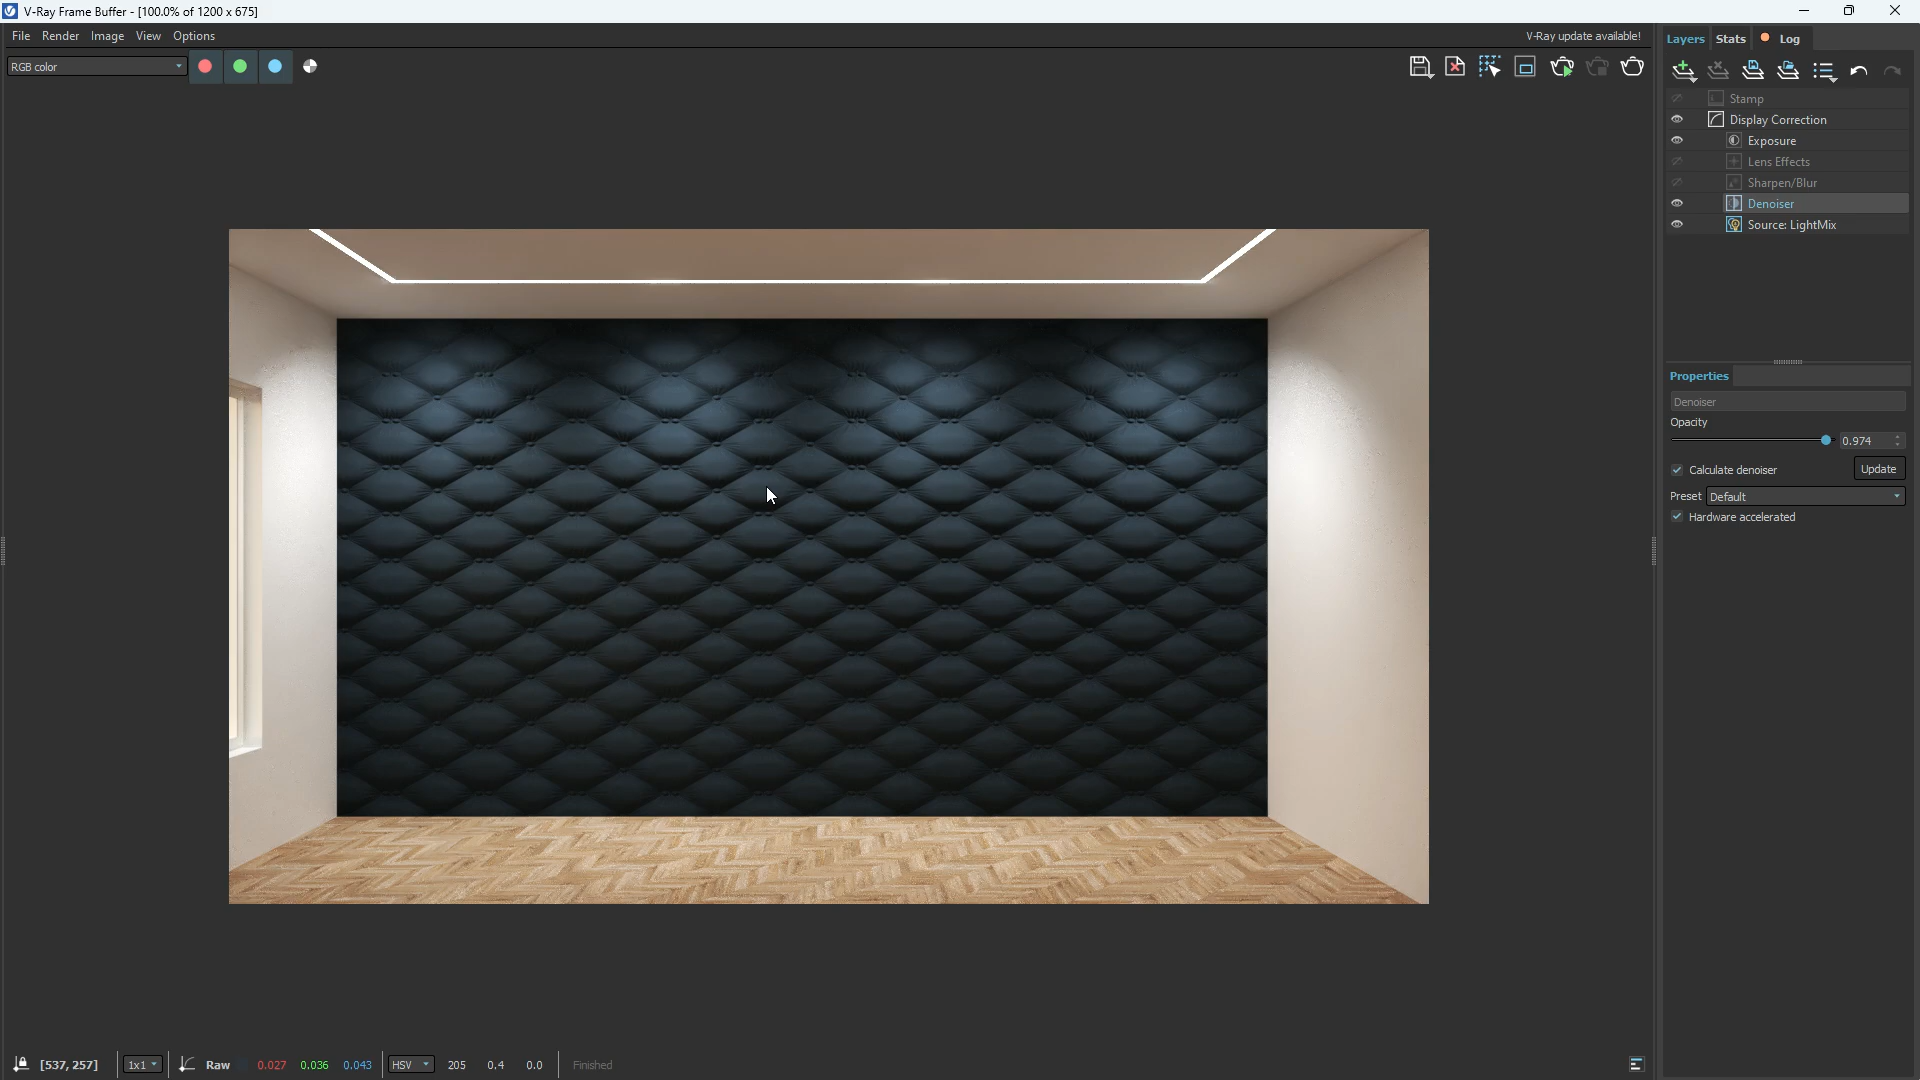 V-Ray Frame Buffer - [100.0% of 1200 x 675]
File Render Image View Options V-Ray update available!
RGB color
Layers Stats Log
Stamp
Display Correction
Exposure
Lens Effects
Sharpen/Blur
Denoiser
Source: LightMix
Properties
Denoiser
Opacity
0.974
Calculate denoiser Update
Preset Default
Hardware accelerated
[537, 257] 1x1 Raw 0.027 0.036 0.043 HSV 205 0.4 0.0 Finished